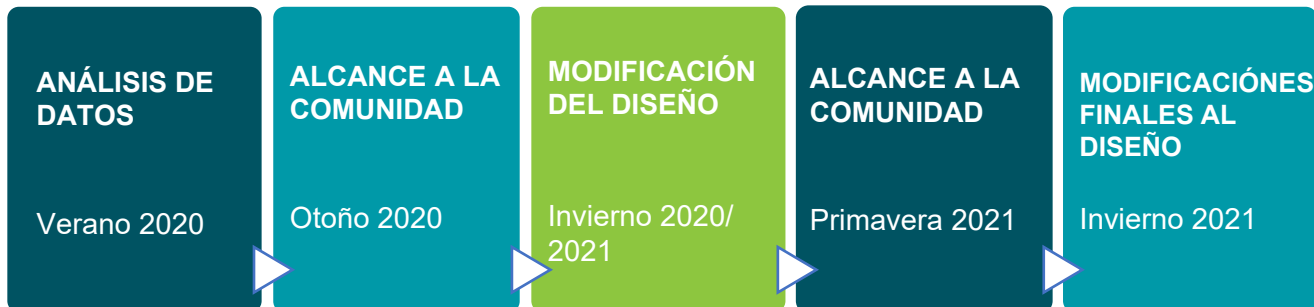 ANÁLISIS DE
DATOS
Verano 2020
ALCANCE A LA
COMUNIDAD
Otoño 2020
MODIFICACIÓN
DEL DISEÑO
Invierno 2020/
2021
ALCANCE A LA
COMUNIDAD
Primavera 2021
MODIFICACIÓNES
FINALES AL
DISEÑO
Invierno 2021